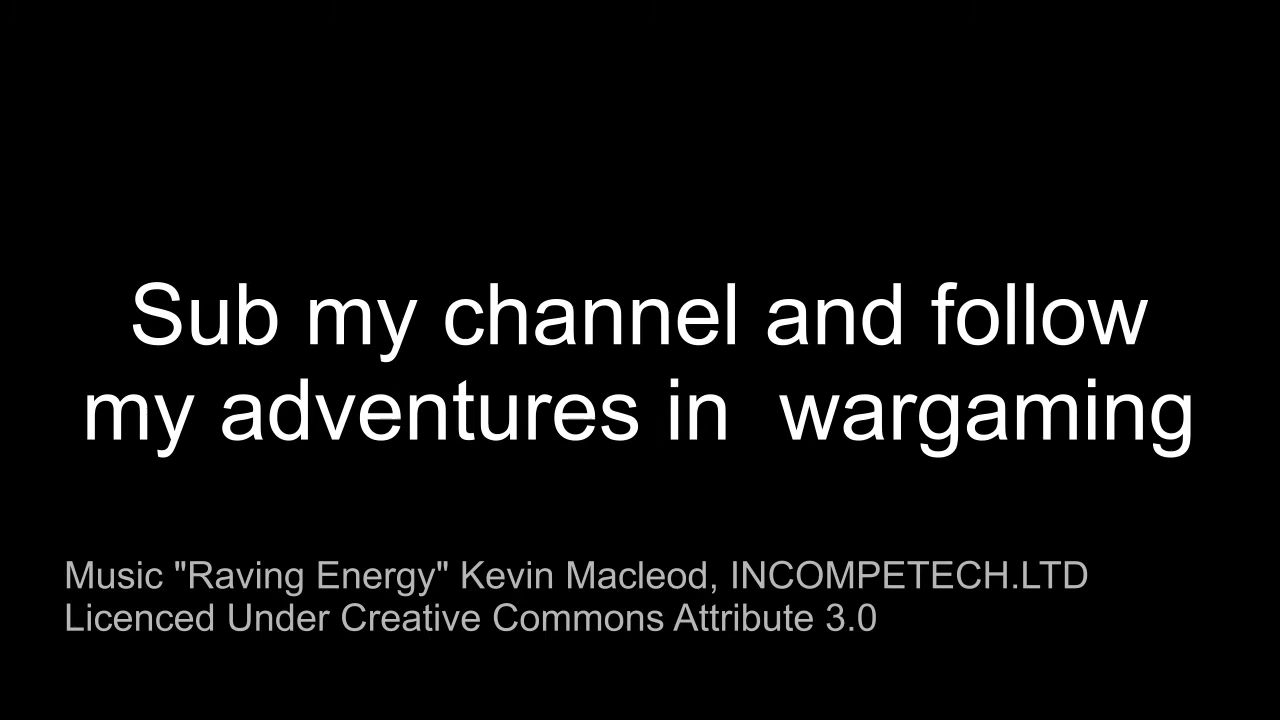 Sub my channel and follow
my adventures in  wargaming
Music "Raving Energy" Kevin Macleod, INCOMPETECH.LTD
Licenced Under Creative Commons Attribute 3.0